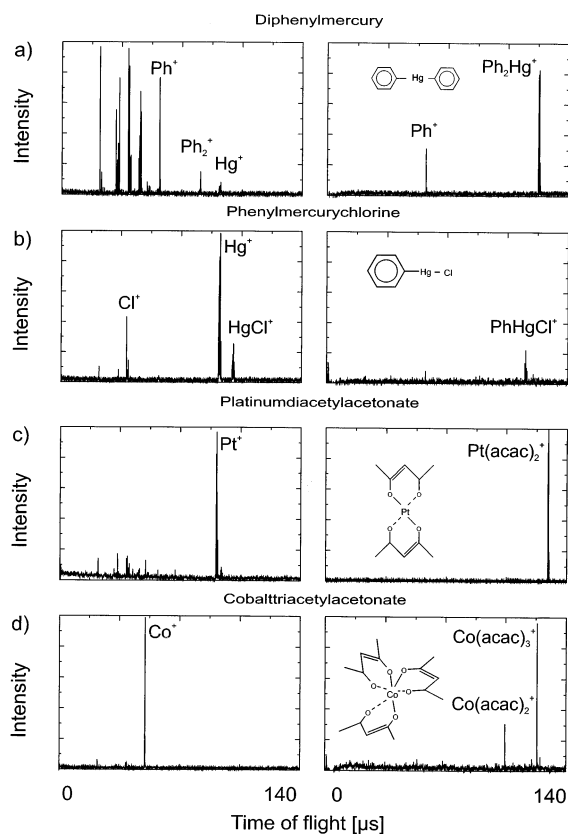 Diphenylmercury
a)
Intensity
Ph+
Ph2+
Hg+
Hg
Ph+
Ph2Hg+
Phenylmercurychlorine
b)
Intensity
Cl+
Hg+
HgCl+
Hg - Cl
PhHgCl+
Platinumdiacetylacetonate
c)
Intensity
Pt+
O O
Pt
O O
Pt(acac)2+
Cobalttriacetylacetonate
d)
Intensity
Co+
O
O O
Co O
O O
Co(acac)3+
Co(acac)2+
0 140 0 140
Time of flight [µs]